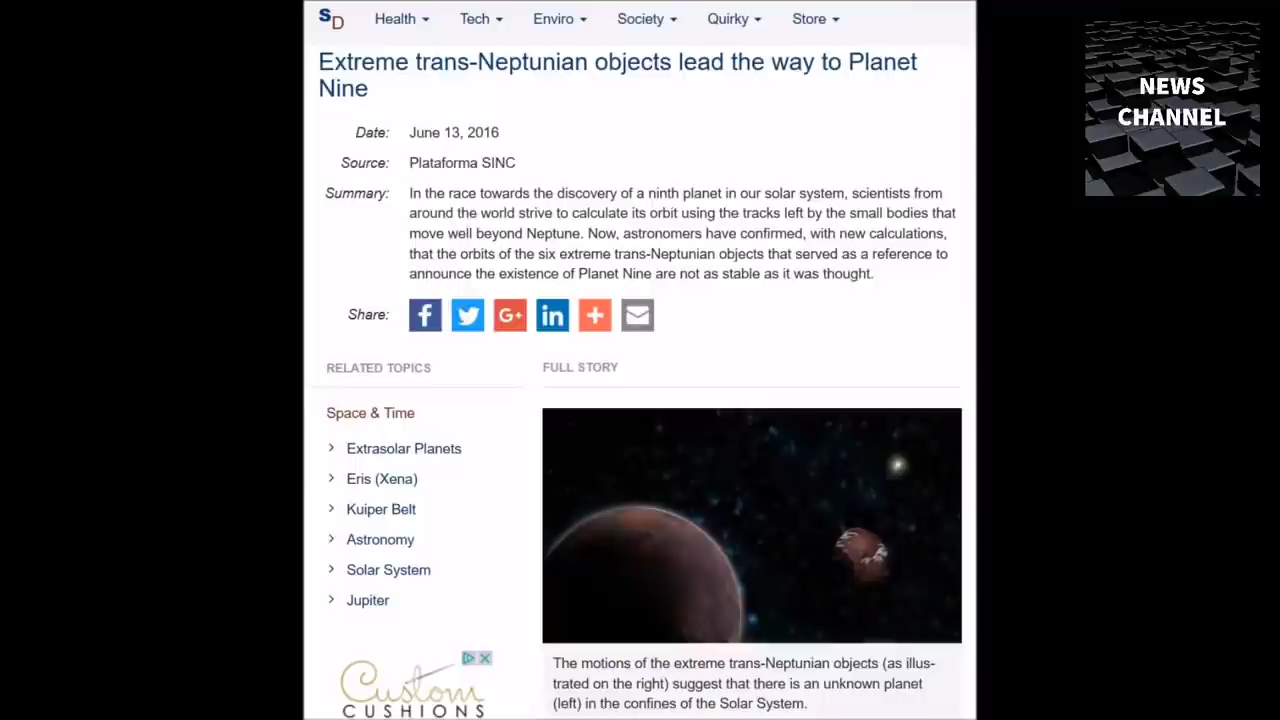 S
D
Health
Tech
Enviro
Society
Quirky
Store
NEWS
CHANNEL
Extreme trans-Neptunian objects lead the way to Planet
Nine
Date: June 13, 2016
Source: Plataforma SINC
Summary: In the race towards the discovery of a ninth planet in our solar system, scientists from
around the world strive to calculate its orbit using the tracks left by the small bodies that
move well beyond Neptune. Now, astronomers have confirmed, with new calculations,
that the orbits of the six extreme trans-Neptunian objects that served as a reference to
announce the existence of Planet Nine are not as stable as it was thought.
Share: f G+ in +
RELATED TOPICS
Space & Time
Extrasolar Planets
Eris (Xena)
Kuiper Belt
Astronomy
Solar System
Jupiter
Custom
CUSHIONS
FULL STORY
The motions of the extreme trans-Neptunian objects (as illus-
trated on the right) suggest that there is an unknown planet
(left) in the confines of the Solar System.